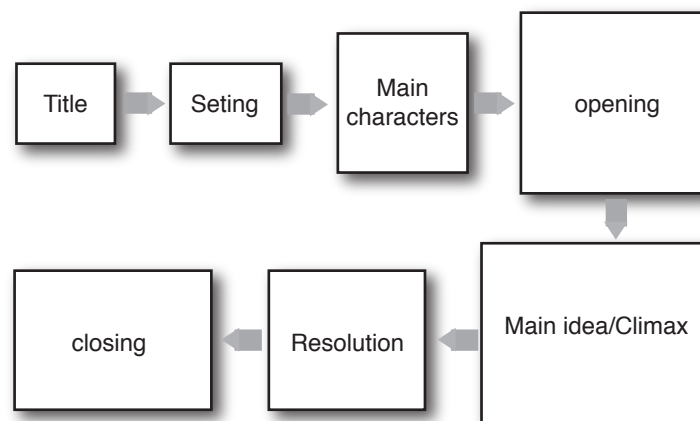 Title
Seting
Main
characters
opening
Main idea/Climax
Resolution
closing